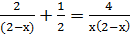 2/(2−x) + 1/2 = 4/x(2−x)